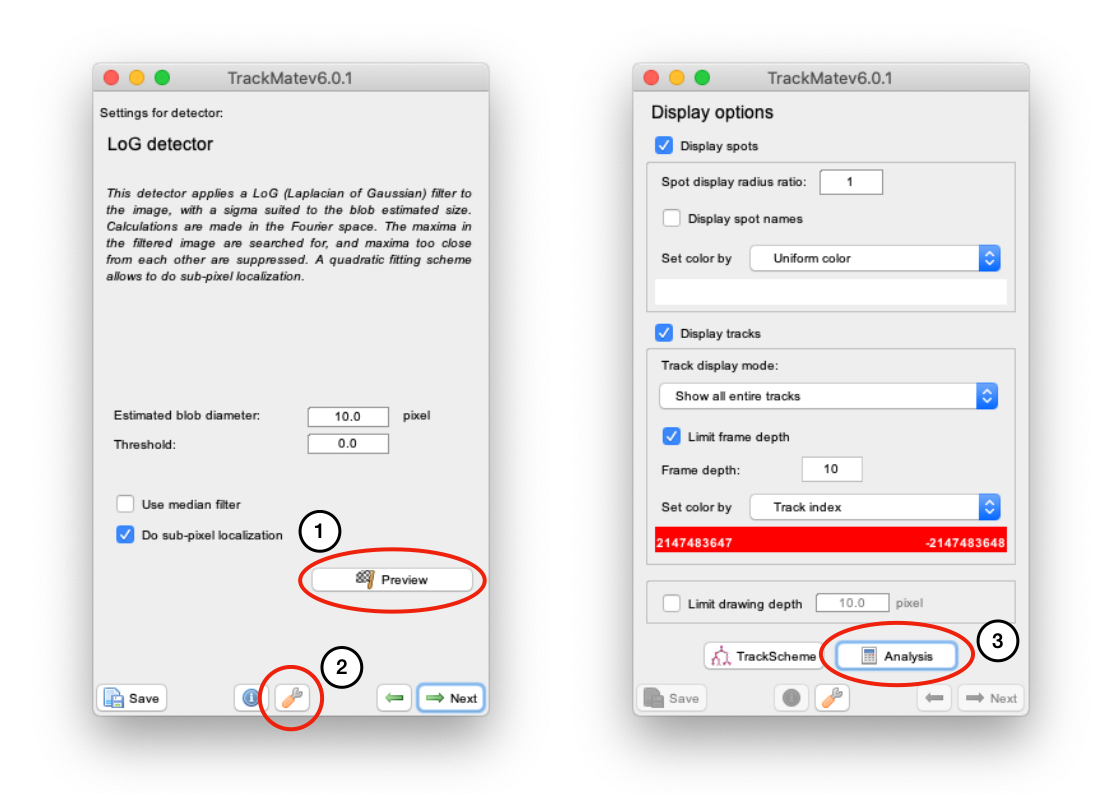 TrackMatev6.0.1
Settings for detector:
LoG detector
This detector applies a LoG (Laplacian of Gaussian) filter to
the image, with a sigma suited to the blob estimated size.
Calculations are made in the Fourier space. The maxima in
the filtered image are searched for, and maxima too close
from each other are suppressed. A quadratic fitting scheme
allows to do sub-pixel localization.
Estimated blob diameter: 10.0 pixel
Threshold: 0.0
Use median filter
Do sub-pixel localization
1
Preview
2
Save
Next
TrackMatev6.0.1
Display options
Display spots
Spot display radius ratio: 1
Display spot names
Set color by Uniform color
Display tracks
Track display mode:
Show all entire tracks
Limit frame depth
Frame depth: 10
Set color by Track index
2147483647 -2147483648
Limit drawing depth 10.0 pixel
3
TrackScheme Analysis
Save Next